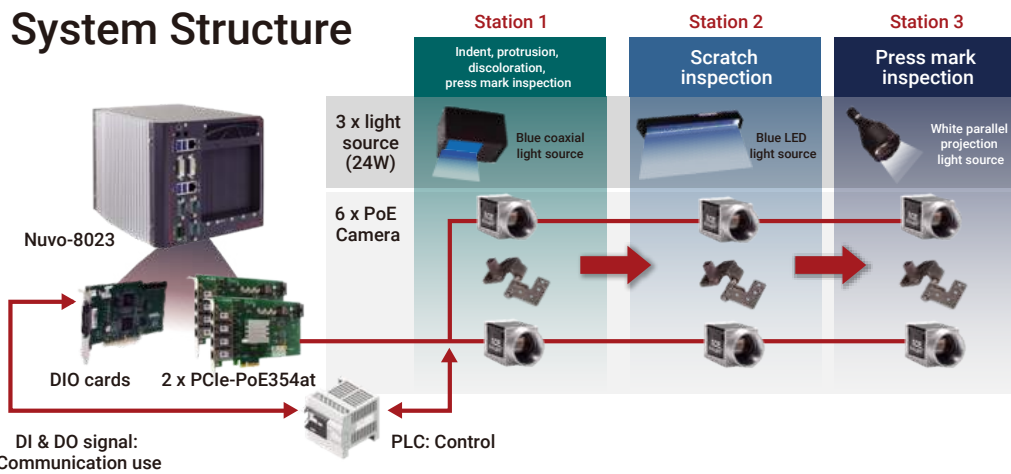 System Structure
Station 1
Station 2
Station 3
Indent, protrusion,
discoloration,
press mark inspection
Scratch
inspection
Press mark
inspection
3 x light
source
(24W)
Blue coaxial
light source
Blue LED
light source
White parallel
projection
light source
6 x PoE
Camera
Nuvo-8023
DIO cards
2 x PCIe-PoE354at
DI & DO signal:
Communication use
PLC: Control